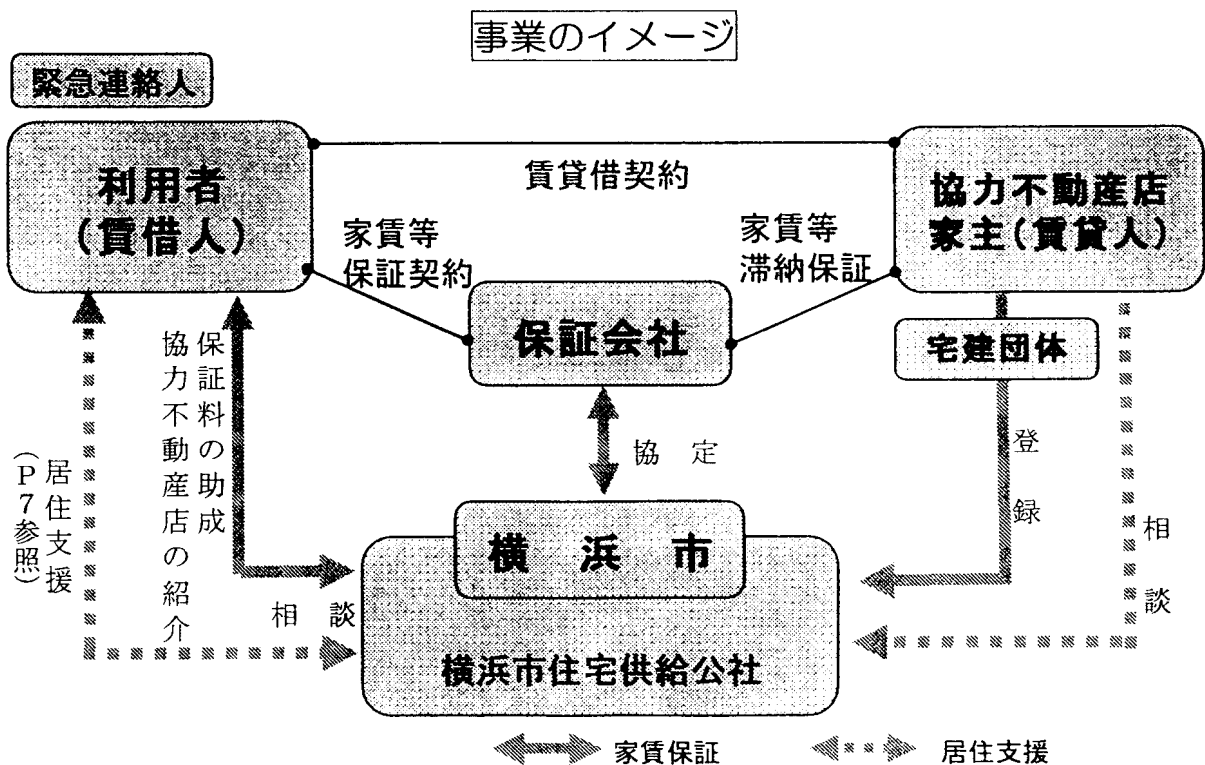 事業のイメージ
緊急連絡人
利用者
(賃借人)
賃貸借契約
協力不動産店
家主(賃貸人)
家賃等
保証契約
家賃等
滞納保証
保証会社
宅建団体
保証料の助成
協力不動産店の紹介
居住支援
(P7参照)
協 定
登 録
相 談
横 浜 市
相 談
横浜市住宅供給公社
家賃保証
居住支援